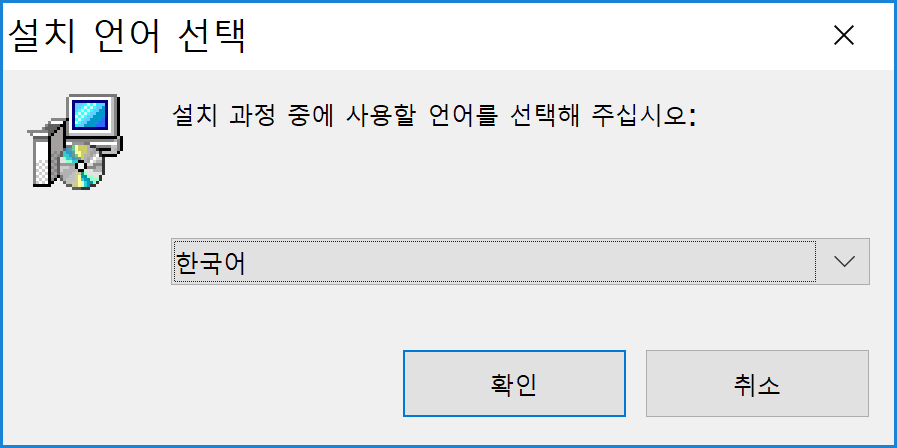 설치 언어 선택
설치 과정 중에 사용할 언어를 선택해 주십시오:
한국어
확인
취소